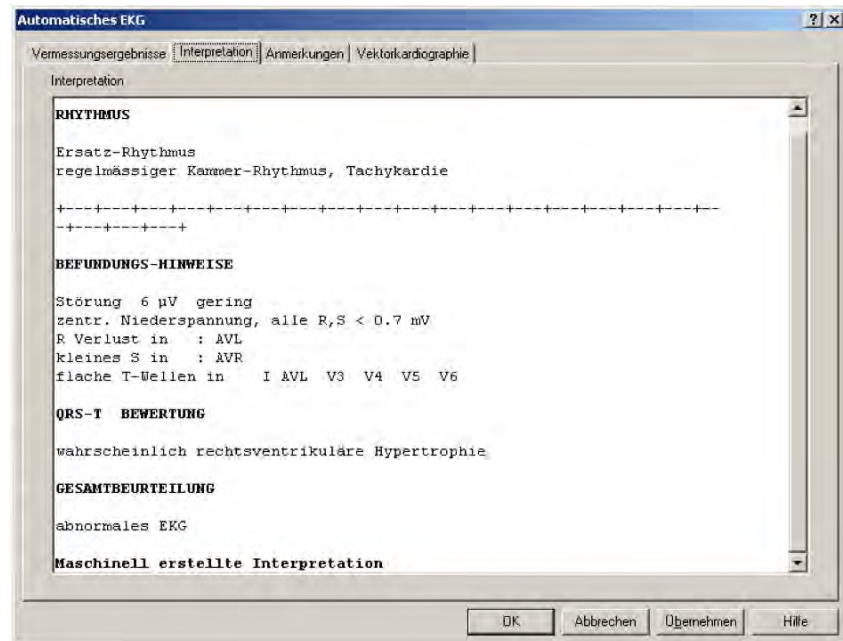 Automatisches EKG
Vermessungsergebnisse Interpretation Anmerkungen Vektorkardiographie
Interpretation
RHYTHMUS
Ersatz-Rhythmus
regelmässiger Kammer-Rhythmus, Tachykardie
+---+---+---+---+---+---+---+---+---+---+---+---+---+---+---+---+---+--
-+---+---+---+
BEFUNDUNGS-HINWEISE
Störung 6 µV gering
zentr. Niederspannung, alle R,S < 0.7 mV
R Verlust in : AVL
kleines S in : AVR
flache T-Wellen in I AVL V3 V4 V5 V6
QRS-T BEWERTUNG
wahrscheinlich rechtsventrikuläre Hypertrophie
GESAMTBEURTEILUNG
abnormales EKG
Maschinell erstellte Interpretation
OK Abbrechen Übernehmen Hilfe